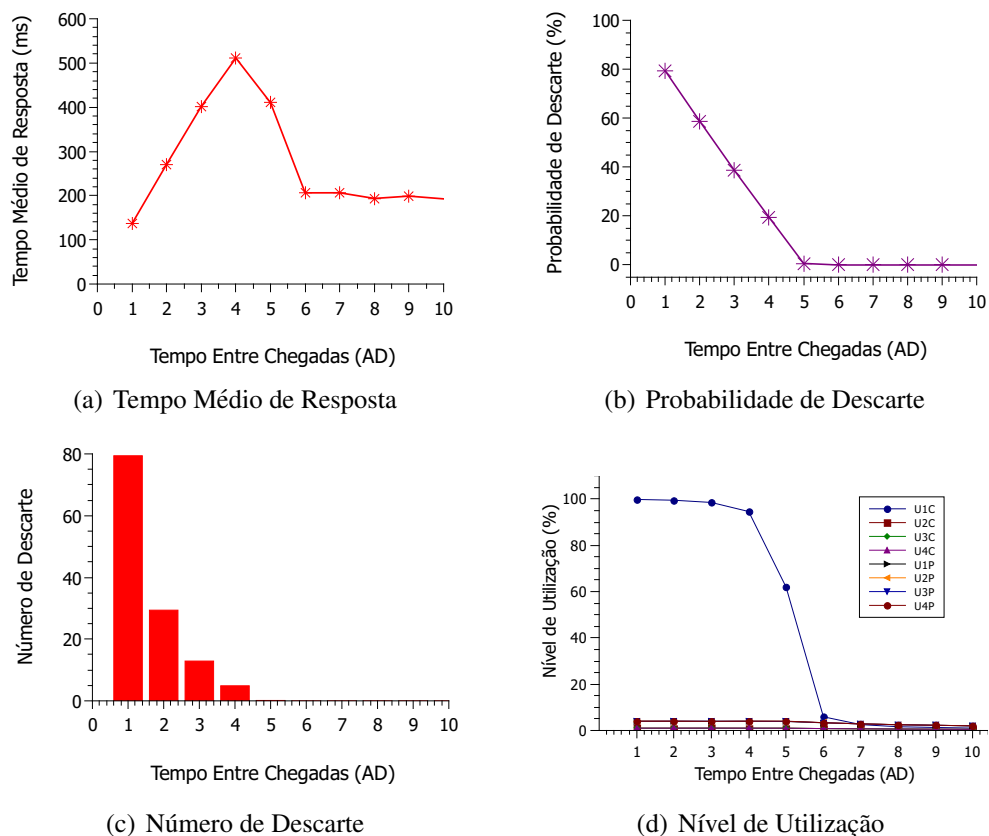 600
500
400
300
200
100
0
0 1 2 3 4 5 6 7 8 9 10
Tempo Médio de Resposta (ms)
Tempo Entre Chegadas (AD)
(a) Tempo Médio de Resposta
100
80
60
40
20
0
0 1 2 3 4 5 6 7 8 9 10
Probabilidade de Descarte (%)
Tempo Entre Chegadas (AD)
(b) Probabilidade de Descarte
80
60
40
20
0
0 1 2 3 4 5 6 7 8 9 10
Número de Descarte
Tempo Entre Chegadas (AD)
(c) Número de Descarte
100
80
60
40
20
0
1 2 3 4 5 6 7 8 9 10
Nível de Utilização (%)
U1C
U2C
U3C
U4C
U1P
U2P
U3P
U4P
Tempo Entre Chegadas (AD)
(d) Nível de Utilização